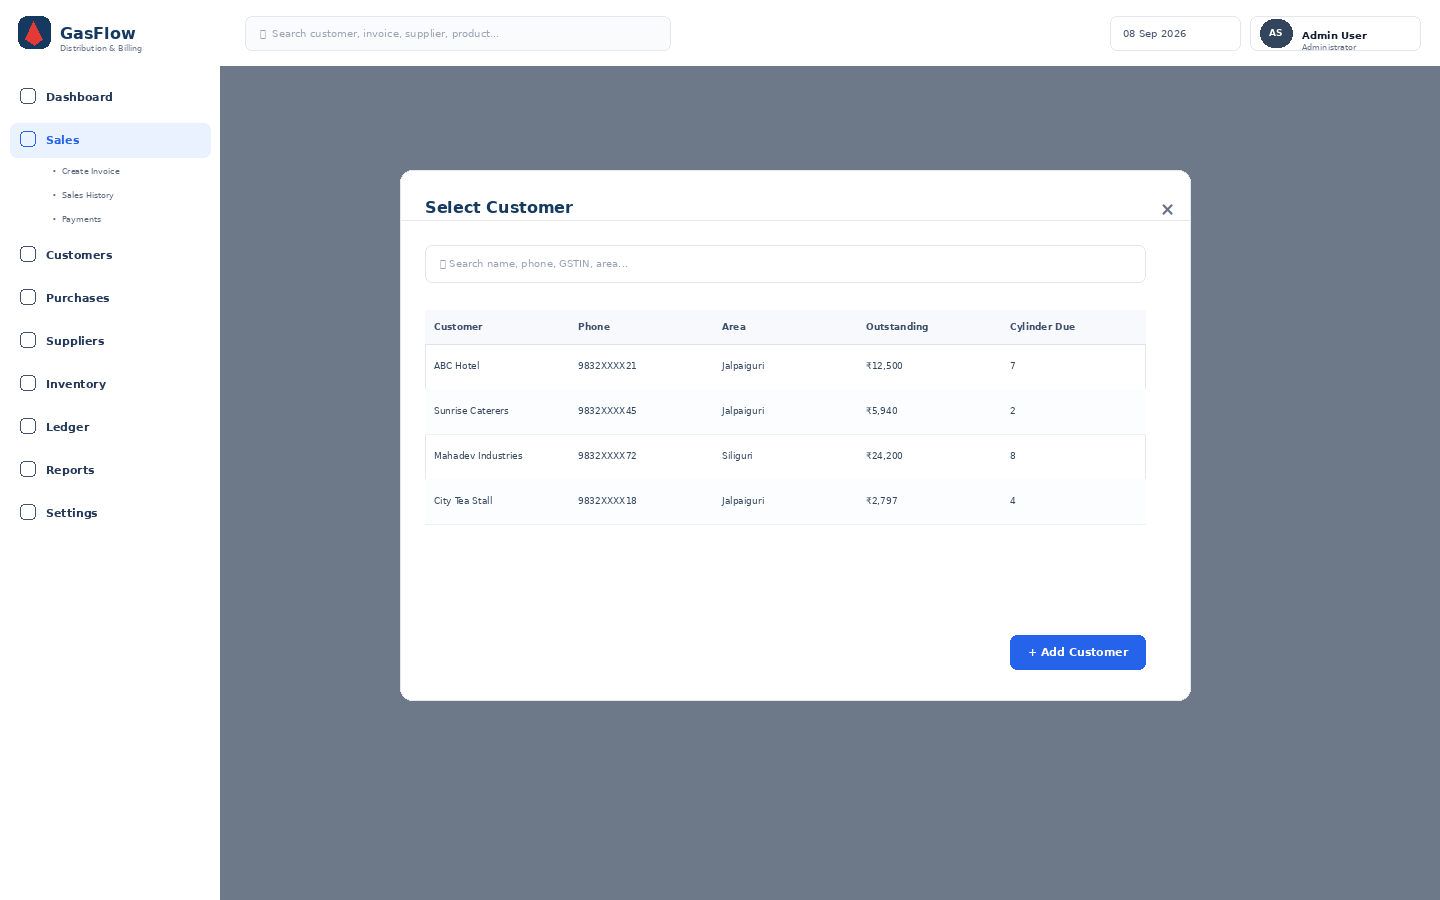 GasFlow
Distribution & Billing
Search customer, invoice, supplier, product...
08 Sep 2026
AS
Admin User
Administrator
Dashboard
Sales
• Create Invoice
• Sales History
• Payments
Customers
Purchases
Suppliers
Inventory
Ledger
Reports
Settings
Select Customer
×
Search name, phone, GSTIN, area...
Customer Phone Area Outstanding Cylinder Due
ABC Hotel 9832XXXX21 Jalpaiguri ₹12,500 7
Sunrise Caterers 9832XXXX45 Jalpaiguri ₹5,940 2
Mahadev Industries 9832XXXX72 Siliguri ₹24,200 8
City Tea Stall 9832XXXX18 Jalpaiguri ₹2,797 4
+ Add Customer